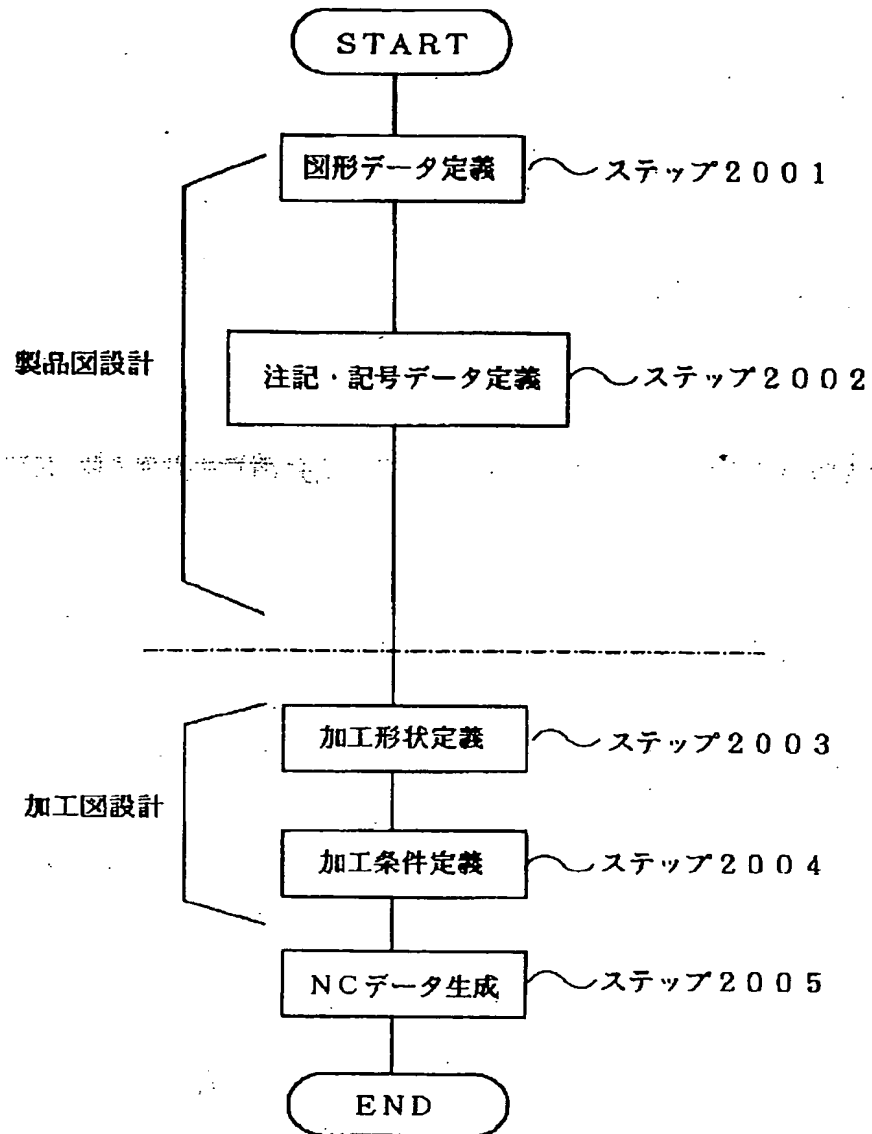 START
図形データ定義
ステップ2001
製品図設計
注記・記号データ定義
ステップ2002
加工形状定義
ステップ2003
加工図設計
加工条件定義
ステップ2004
NCデータ生成
ステップ2005
END